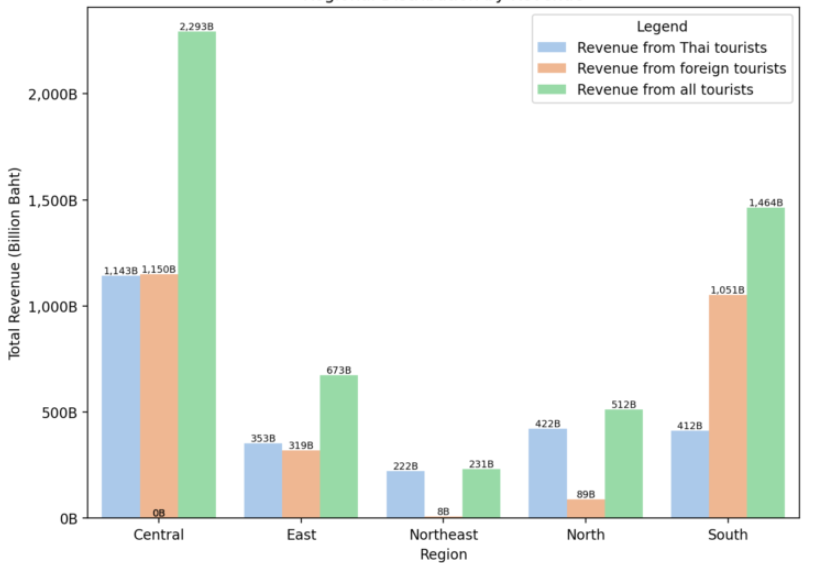 2,293B
Legend
Revenue from Thai tourists
Revenue from foreign tourists
Revenue from all tourists
2,000B
1,500B
1,464B
Total Revenue (Billion Baht)
1,143B 1,150B
1,051B
1,000B
673B
500B
512B
353B
319B
422B
412B
222B
231B
89B
0B
0B
8B
Central East Northeast North South
Region